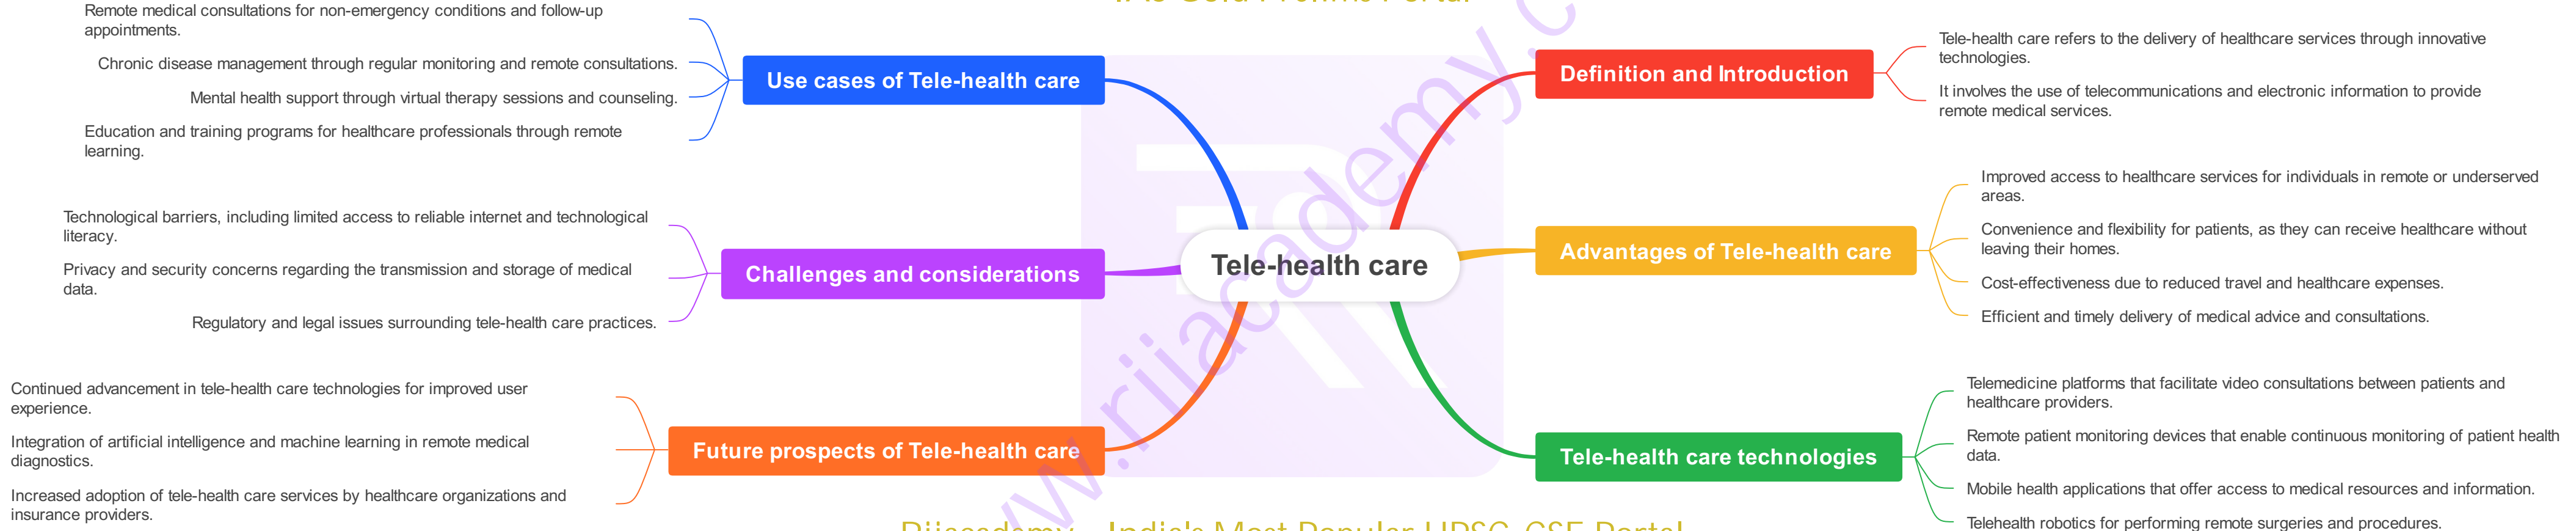 Remote medical consultations for non-emergency conditions and follow-up
appointments.
Chronic disease management through regular monitoring and remote consultations.
Mental health support through virtual therapy sessions and counseling.
Education and training programs for healthcare professionals through remote
learning.
Use cases of Tele-health care
Technological barriers, including limited access to reliable internet and technological
literacy.
Privacy and security concerns regarding the transmission and storage of medical
data.
Regulatory and legal issues surrounding tele-health care practices.
Challenges and considerations
Continued advancement in tele-health care technologies for improved user
experience.
Integration of artificial intelligence and machine learning in remote medical
diagnostics.
Increased adoption of tele-health care services by healthcare organizations and
insurance providers.
Future prospects of Tele-health care
Tele-health care
Definition and Introduction
Tele-health care refers to the delivery of healthcare services through innovative
technologies.
It involves the use of telecommunications and electronic information to provide
remote medical services.
Advantages of Tele-health care
Improved access to healthcare services for individuals in remote or underserved
areas.
Convenience and flexibility for patients, as they can receive healthcare without
leaving their homes.
Cost-effectiveness due to reduced travel and healthcare expenses.
Efficient and timely delivery of medical advice and consultations.
Tele-health care technologies
Telemedicine platforms that facilitate video consultations between patients and
healthcare providers.
Remote patient monitoring devices that enable continuous monitoring of patient health
data.
Mobile health applications that offer access to medical resources and information.
Telehealth robotics for performing remote surgeries and procedures.
w.rijacademy.c
Rijacademy - India's Most Popular UPSC-CSE Portal